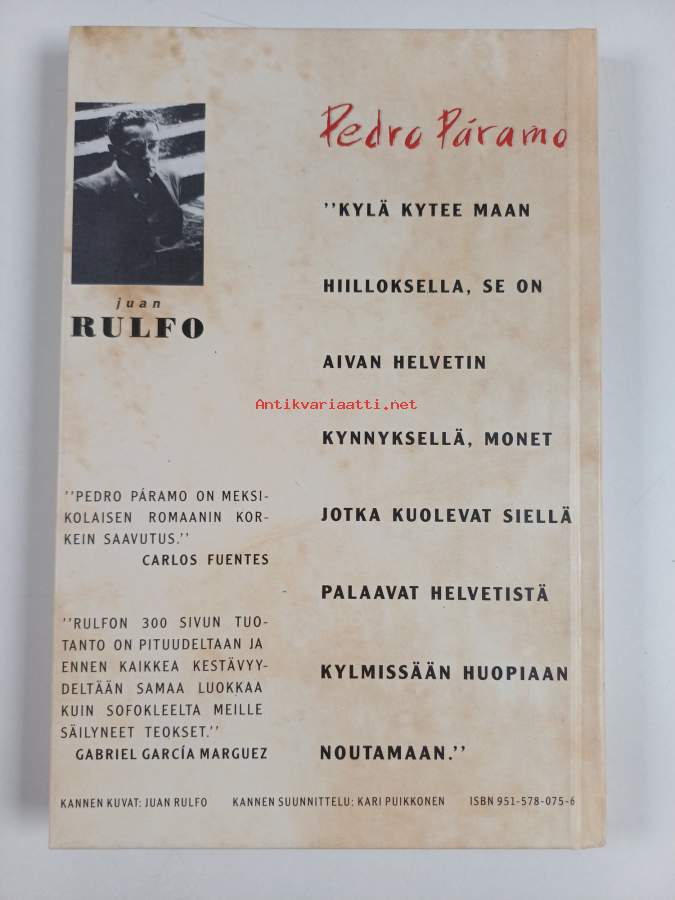 Pedro Páramo
juan
RULFO
''KYLÄ KYTEE MAAN
HIILLOKSELLA, SE ON
AIVAN HELVETIN
KYNNYKSELLÄ, MONET
JOTKA KUOLEVAT SIELLÄ
PALAAVAT HELVETISTÄ
KYLMISSÄÄN HUOPIAAN
NOUTAMAAN.''
Antikvariaatti.net
''PEDRO PÁRAMO ON MEKSI-
KOLAISEN ROMAANIN KOR-
KEIN SAAVUTUS.''
CARLOS FUENTES
''RULFON 300 SIVUN TUO-
TANTO ON PITUUDELTAAN JA
ENNEN KAIKKEA KESTÄVYY-
DELTÄÄN SAMAA LUOKKAA
KUIN SOFOKLEELTA MEILLE
SÄILYNEET TEOKSET.''
GABRIEL GARCÍA MARGUEZ
KANNEN KUVAT: JUAN RULFO KANNEN SUUNNITTELU: KARI PUIKKONEN ISBN 951-578-075-6